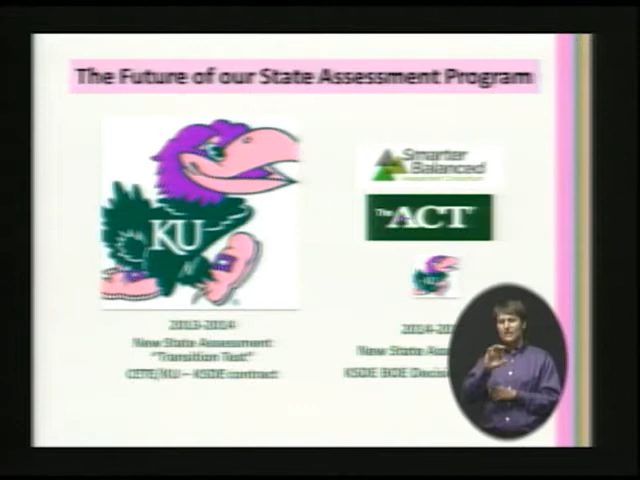 The Future of our State Assessment Program
KU
2013-2014
New State Assessment
"Transition Test"
CETE/KU – KSDE contract
Smarter
Balanced
The ACT
2014-20
New State Ass
KSDE BOE Decis